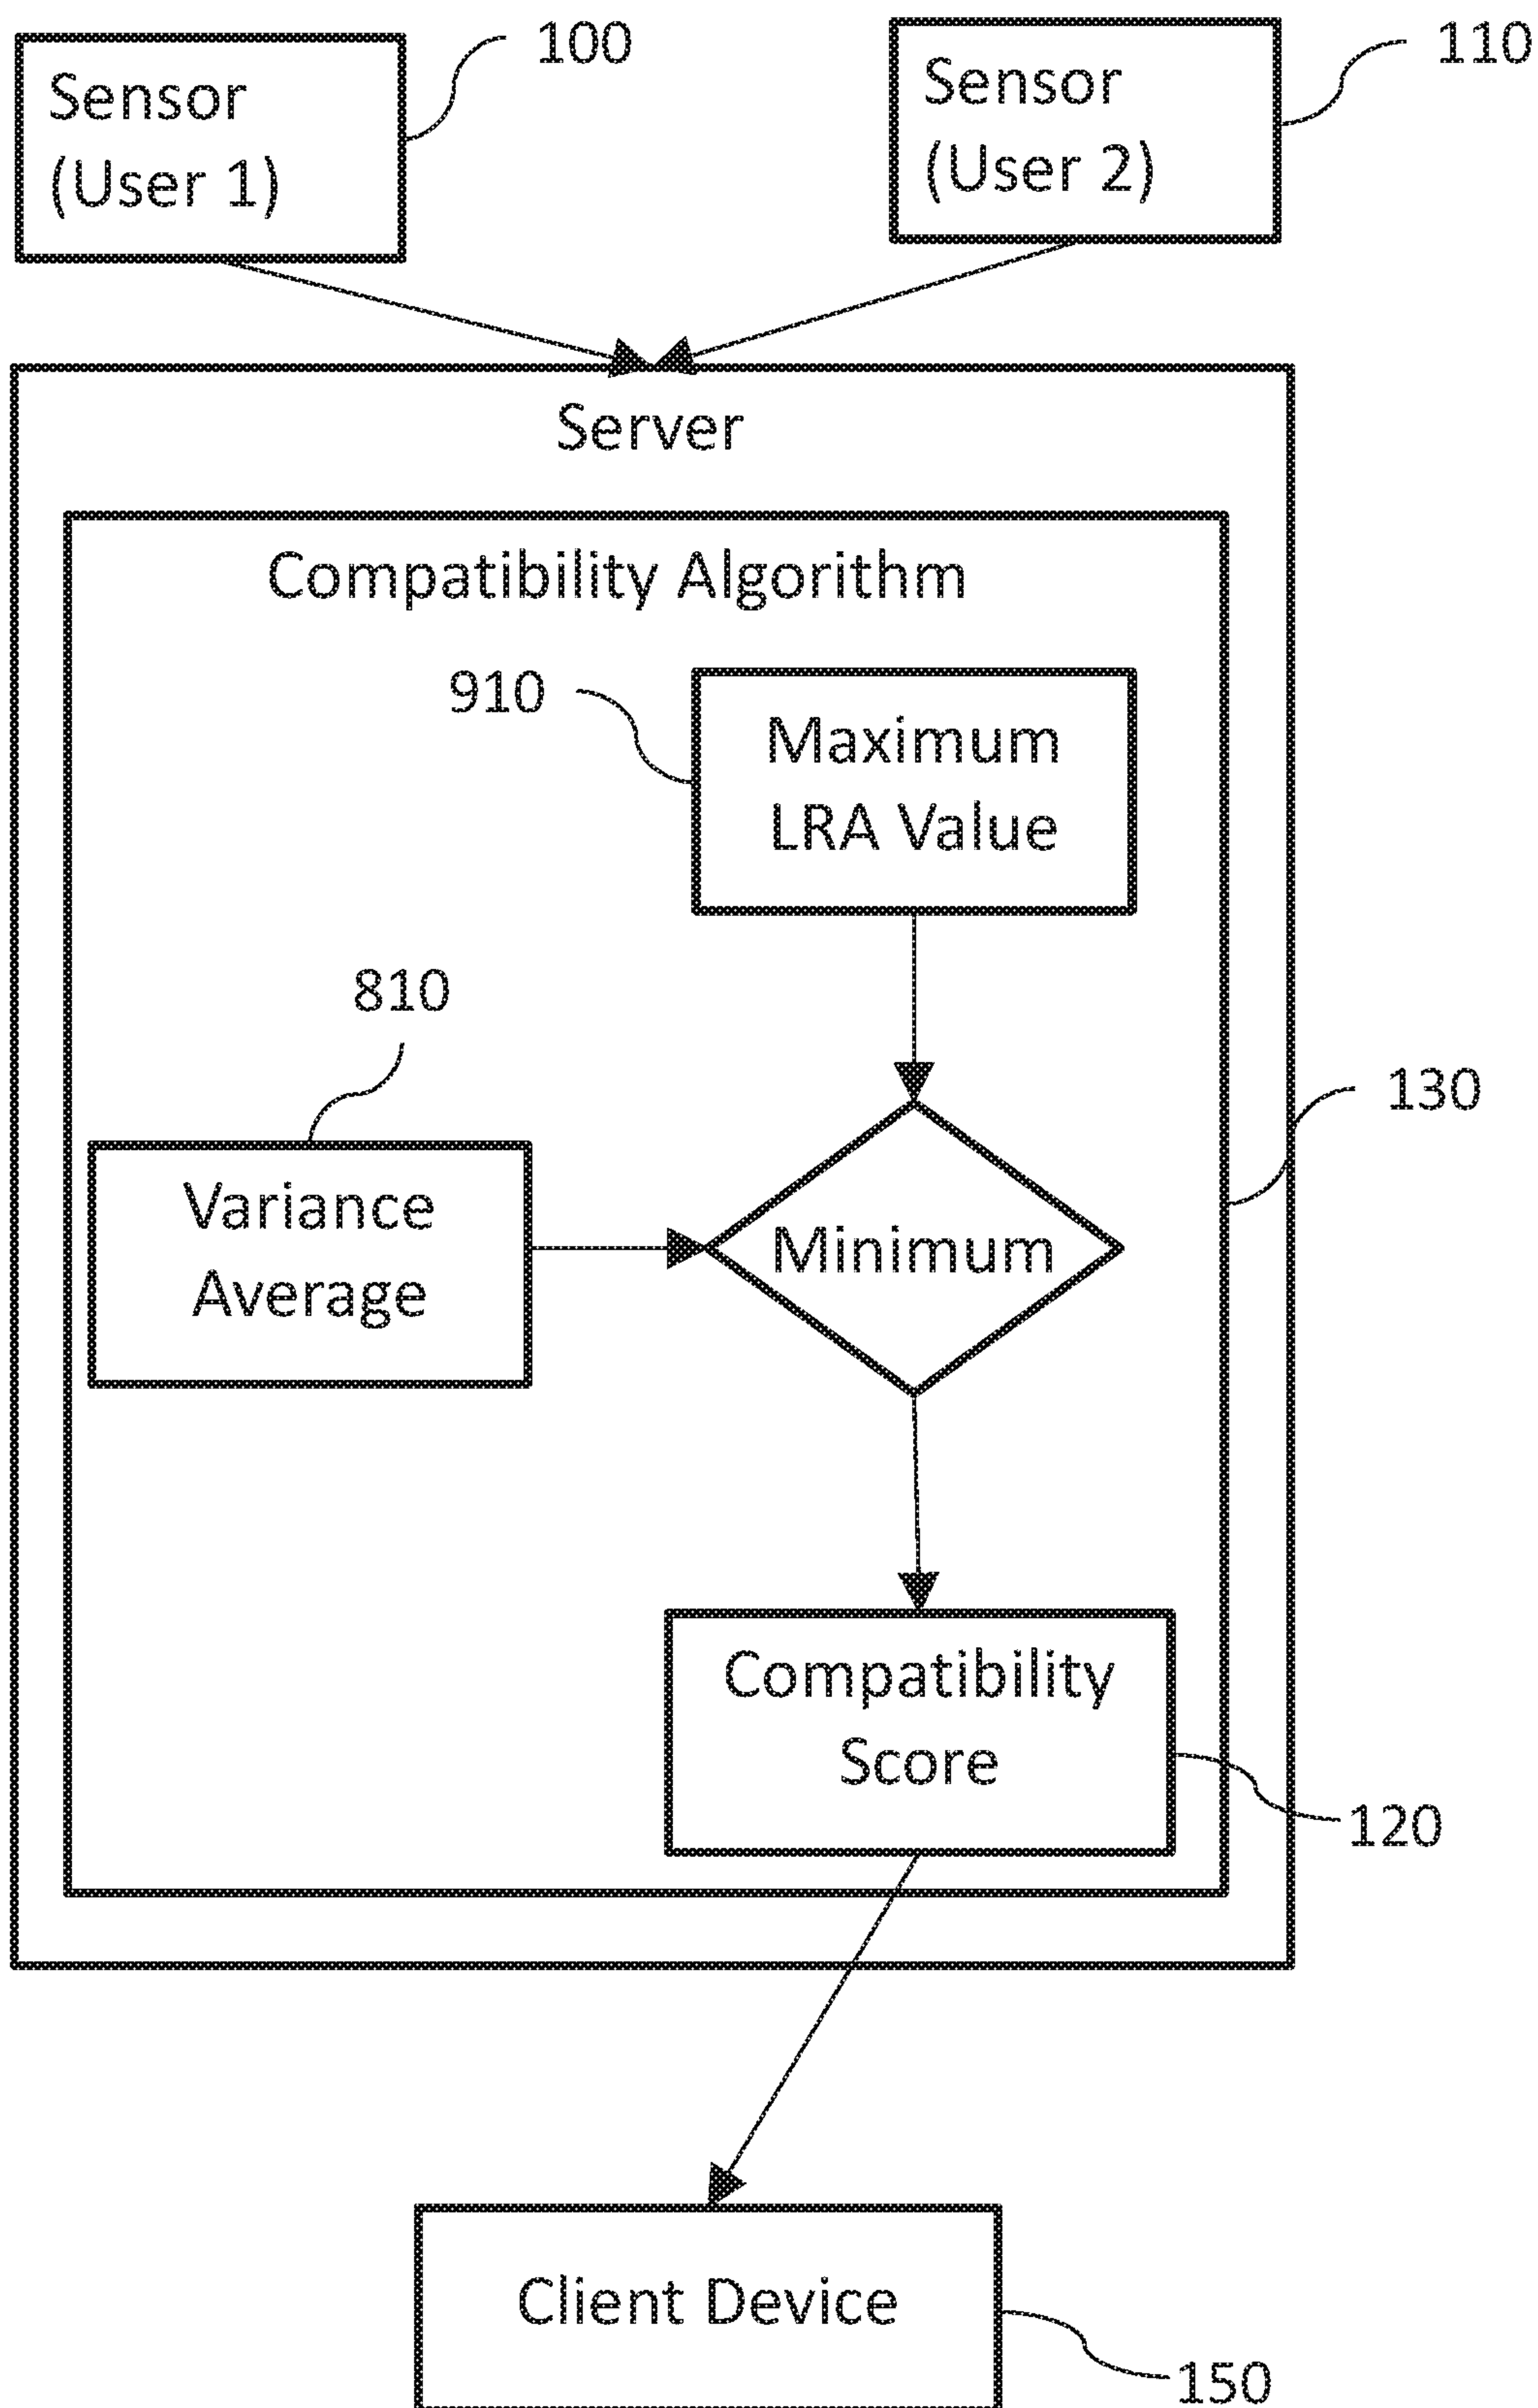 Sensor
(User 1)
100
Sensor
(User 2)
110
Server
Compatibility Algorithm
910
Maximum
LRA Value
810
130
Variance
Average
Minimum
Compatibility
Score
120
Client Device
150